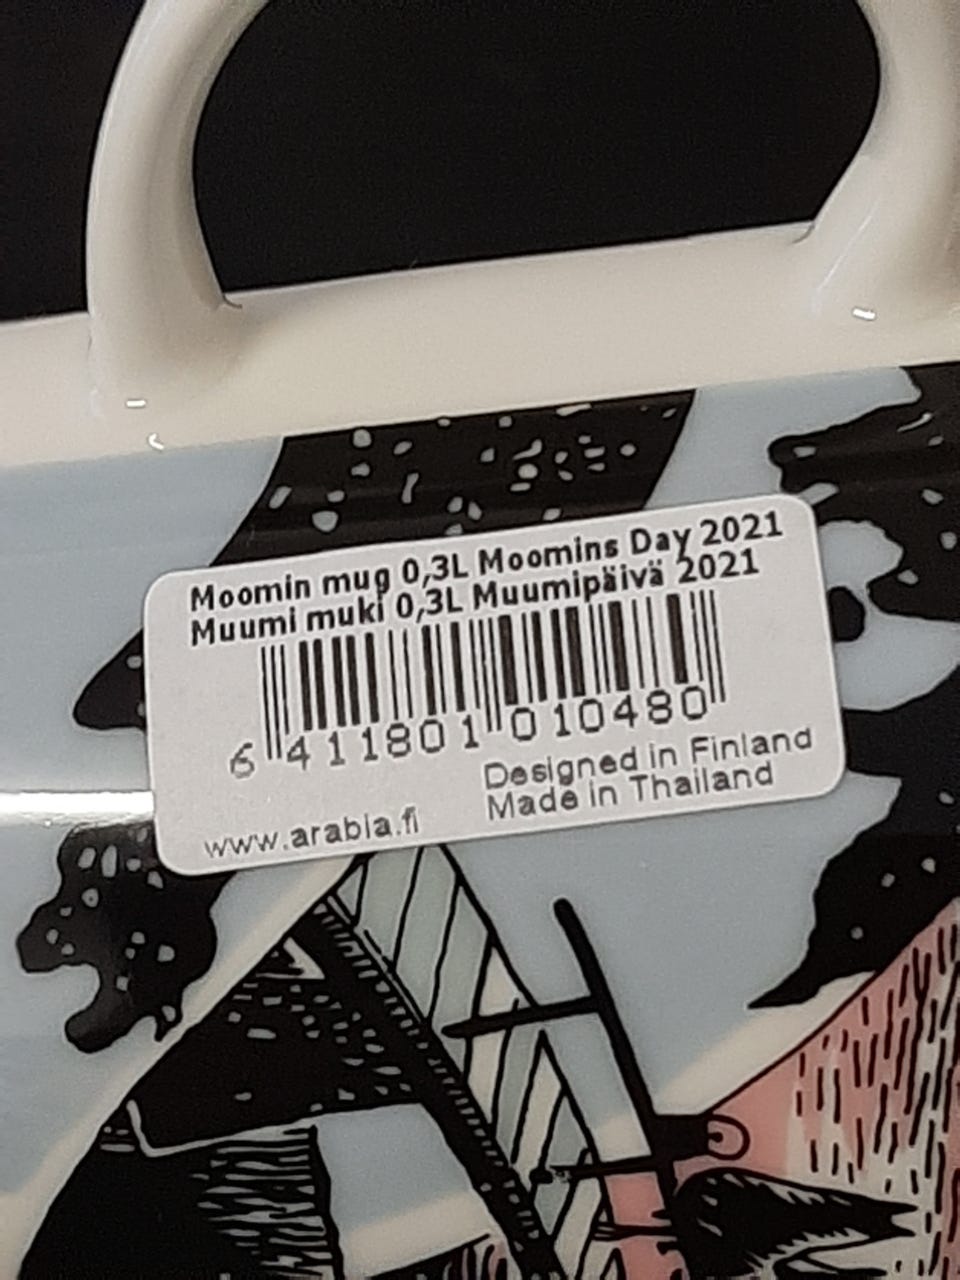 Moomin mug 0,3L Moomins Day 2021
Muumi muki 0,3L Muumipäivä 2021
6 411801 010480
Designed in Finland
Made in Thailand
www.arabia.fi